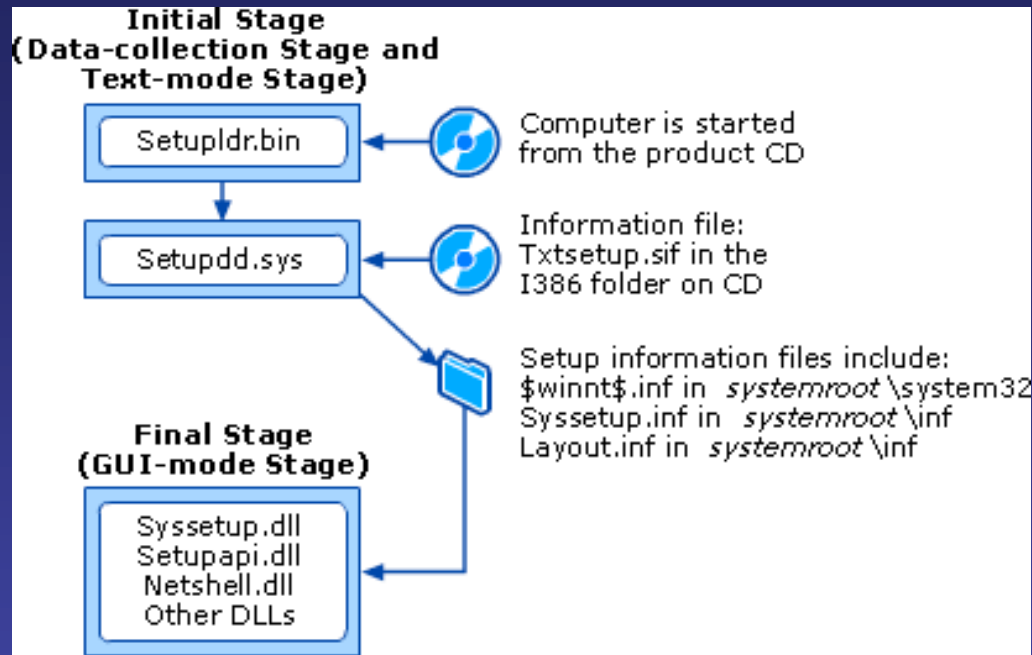 Initial Stage
(Data-collection Stage and
Text-mode Stage)
Setupldr.bin
Computer is started
from the product CD
Setupdd.sys
Information file:
Txtsetup.sif in the
I386 folder on CD
Setup information files include:
$winnt$.inf in systemroot\system32
Syssetup.inf in systemroot\inf
Layout.inf in systemroot\inf
Final Stage
(GUI-mode Stage)
Syssetup.dll
Setupapi.dll
Netshell.dll
Other DLLs